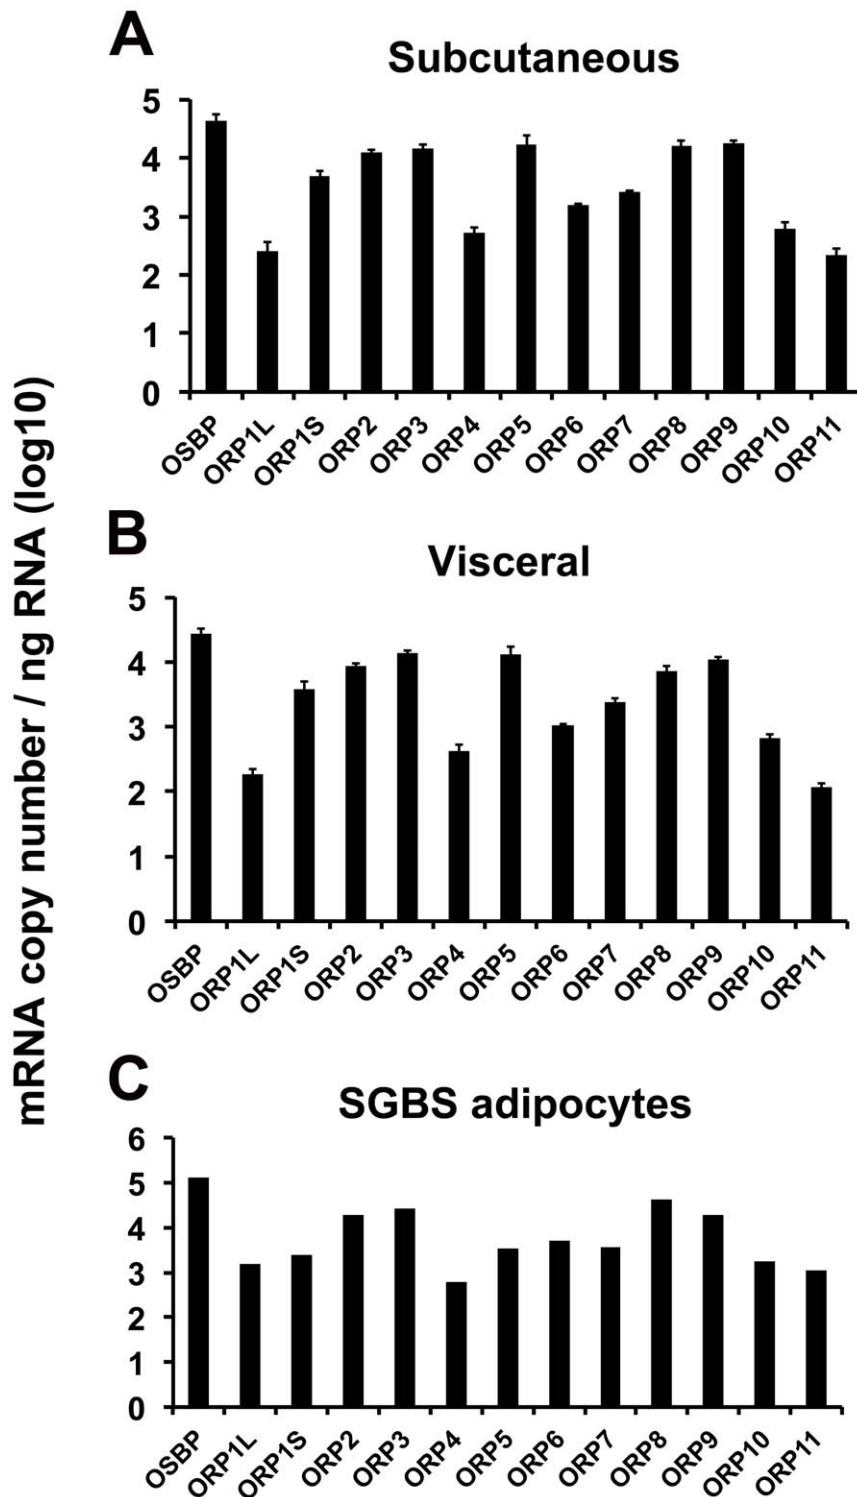 A
Subcutaneous
5
4
3
2
1
0
OSBP ORP1L ORP1S ORP2 ORP3 ORP4 ORP5 ORP6 ORP7 ORP8 ORP9 ORP10 ORP11
mRNA copy number / ng RNA (log10)
B
Visceral
5
4
3
2
1
0
OSBP ORP1L ORP1S ORP2 ORP3 ORP4 ORP5 ORP6 ORP7 ORP8 ORP9 ORP10 ORP11
C
SGBS adipocytes
6
5
4
3
2
1
0
OSBP ORP1L ORP1S ORP2 ORP3 ORP4 ORP5 ORP6 ORP7 ORP8 ORP9 ORP10 ORP11